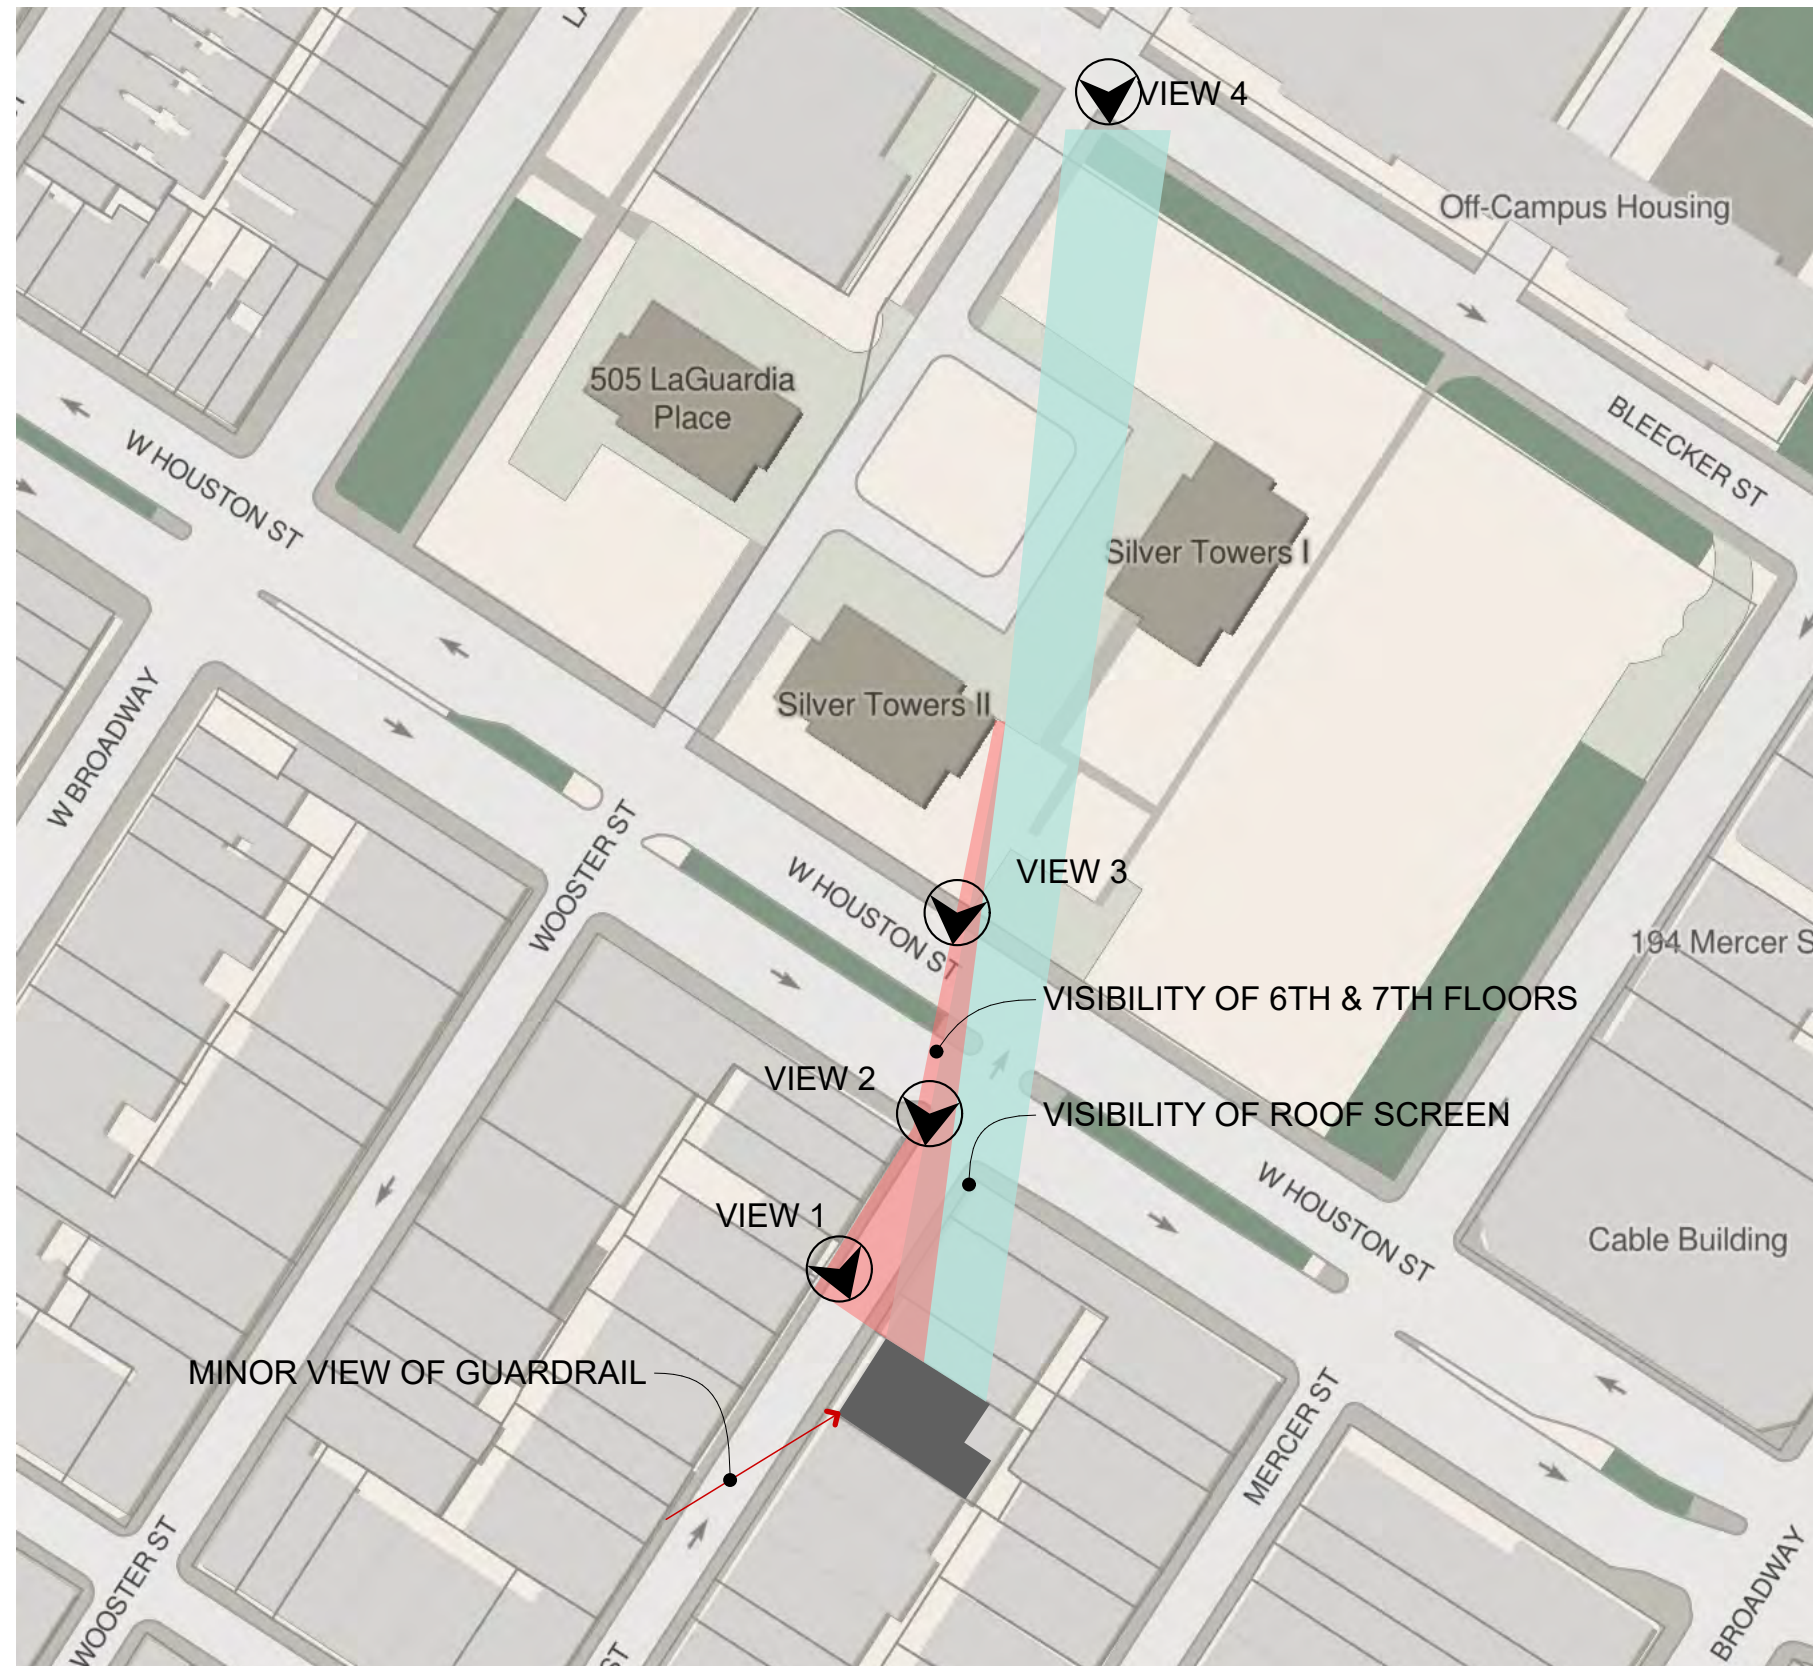 VIEW 4
Off-Campus Housing
505 LaGuardia
Place
BLEECKER ST
W HOUSTON ST
Silver Towers I
W BROADWAY
Silver Towers II
WOOSTER ST
W HOUSTON ST
VIEW 3
194 Mercer S
VISIBILITY OF 6TH & 7TH FLOORS
VIEW 2
VISIBILITY OF ROOF SCREEN
W HOUSTON ST
VIEW 1
Cable Building
MINOR VIEW OF GUARDRAIL
MERCER ST
WOOSTER ST
BROADWAY
ST